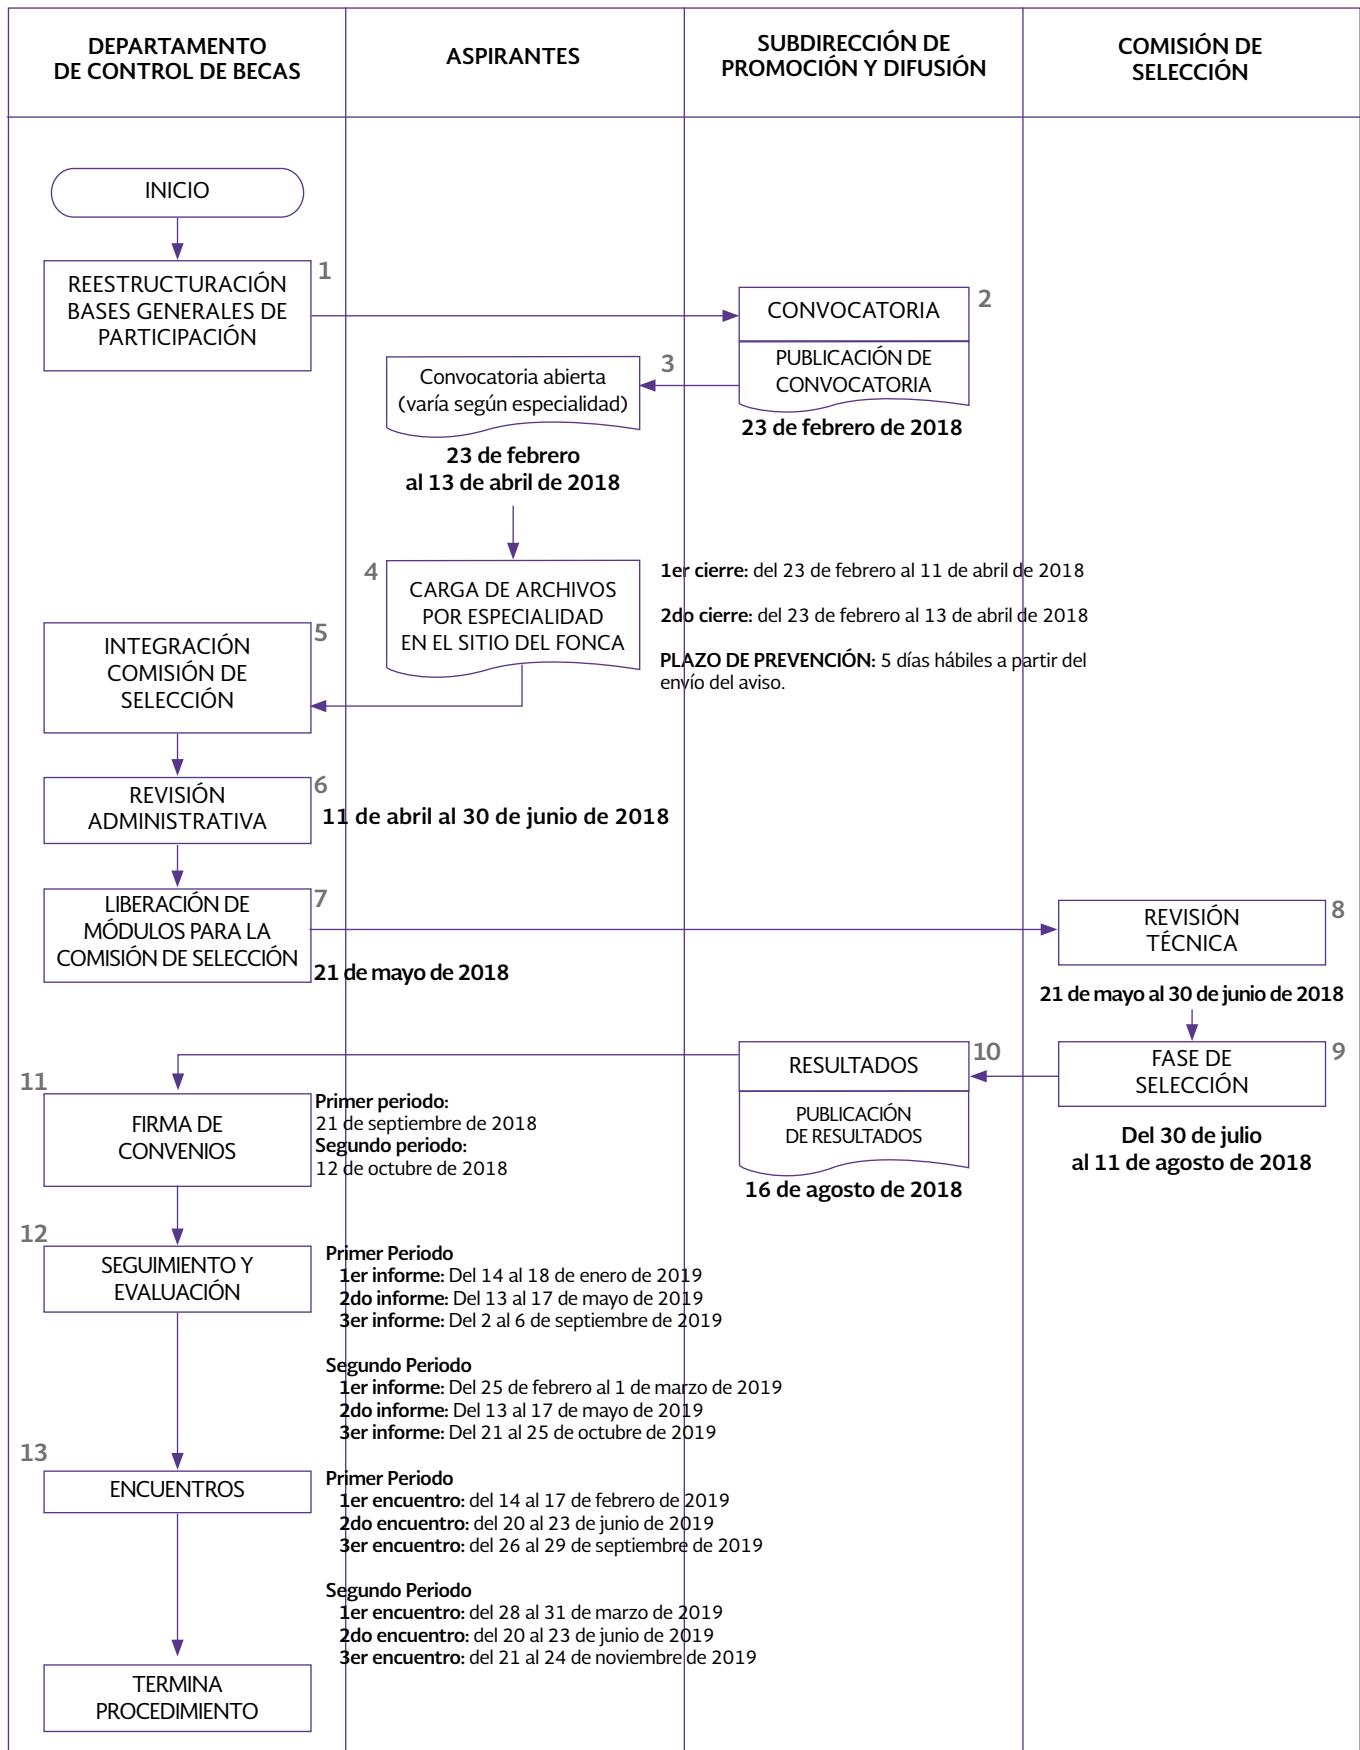 DEPARTAMENTO
DE CONTROL DE BECAS
ASPIRANTES
SUBDIRECCIÓN DE
PROMOCIÓN Y DIFUSIÓN
COMISIÓN DE
SELECCIÓN
INICIO
1
REESTRUCTURACIÓN
BASES GENERALES DE
PARTICIPACIÓN
2
CONVOCATORIA
PUBLICACIÓN DE
CONVOCATORIA
23 de febrero de 2018
3
Convocatoria abierta
(varía según especialidad)
23 de febrero
al 13 de abril de 2018
4
CARGA DE ARCHIVOS
POR ESPECIALIDAD
EN EL SITIO DEL FONCA
1er cierre: del 23 de febrero al 11 de abril de 2018
2do cierre: del 23 de febrero al 13 de abril de 2018
PLAZO DE PREVENCIÓN: 5 días hábiles a partir del
envío del aviso.
5
INTEGRACIÓN
COMISIÓN DE
SELECCIÓN
6
REVISIÓN
ADMINISTRATIVA
11 de abril al 30 de junio de 2018
7
LIBERACIÓN DE
MÓDULOS PARA LA
COMISIÓN DE SELECCIÓN
21 de mayo de 2018
8
REVISIÓN
TÉCNICA
21 de mayo al 30 de junio de 2018
9
FASE DE
SELECCIÓN
Del 30 de julio
al 11 de agosto de 2018
10
RESULTADOS
PUBLICACIÓN
DE RESULTADOS
16 de agosto de 2018
11
FIRMA DE
CONVENIOS
Primer periodo:
21 de septiembre de 2018
Segundo periodo:
12 de octubre de 2018
12
SEGUIMIENTO Y
EVALUACIÓN
Primer Periodo
1er informe: Del 14 al 18 de enero de 2019
2do informe: Del 13 al 17 de mayo de 2019
3er informe: Del 2 al 6 de septiembre de 2019
Segundo Periodo
1er informe: Del 25 de febrero al 1 de marzo de 2019
2do informe: Del 13 al 17 de mayo de 2019
3er informe: Del 21 al 25 de octubre de 2019
13
ENCUENTROS
Primer Periodo
1er encuentro: del 14 al 17 de febrero de 2019
2do encuentro: del 20 al 23 de junio de 2019
3er encuentro: del 26 al 29 de septiembre de 2019
Segundo Periodo
1er encuentro: del 28 al 31 de marzo de 2019
2do encuentro: del 20 al 23 de junio de 2019
3er encuentro: del 21 al 24 de noviembre de 2019
TERMINA
PROCEDIMIENTO